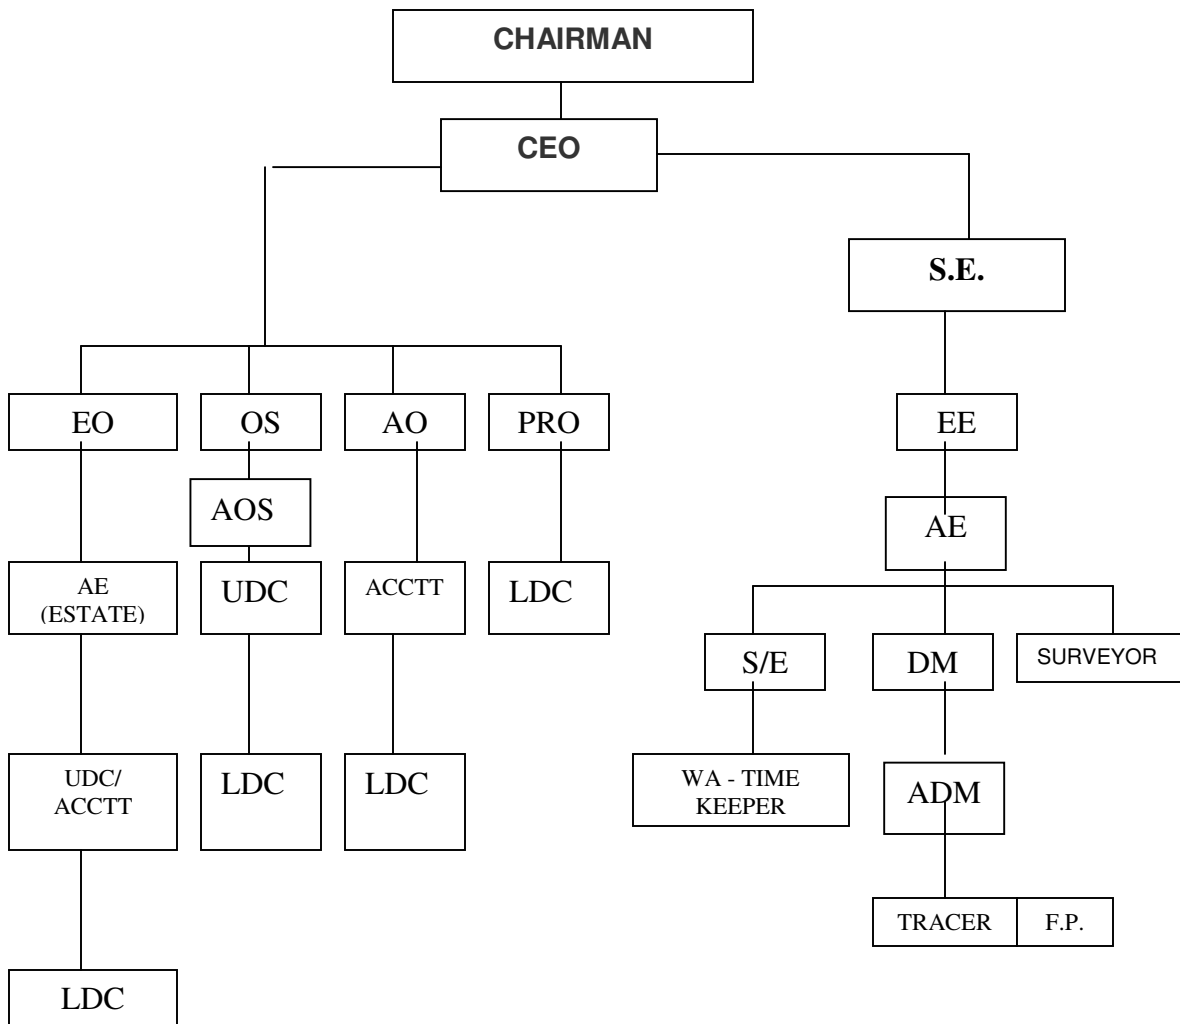 CHAIRMAN
CEO
S.E.
EO
OS
AO
PRO
EE
AOS
AE
AE
(ESTATE)
UDC
ACCTT
LDC
S/E
DM
SURVEYOR
UDC/
ACCTT
LDC
LDC
WA - TIME
KEEPER
ADM
TRACER
F.P.
LDC